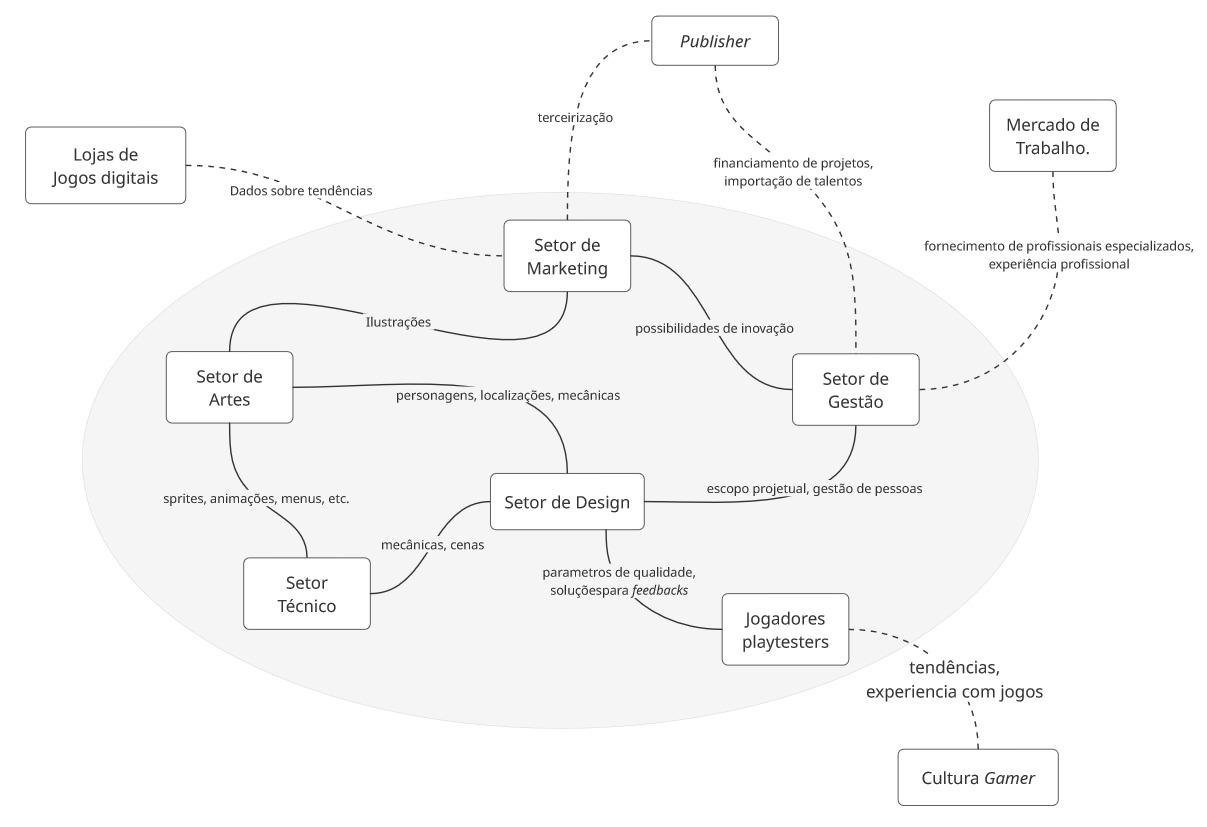 Publisher
terceirização
Mercado de
Trabalho.
Lojas de
Jogos digitais
financiamento de projetos,
importação de talentos
Dados sobre tendências
Setor de
Marketing
fornecimento de profissionais especializados,
experiência profissional
Ilustrações
possibilidades de inovação
Setor de
Artes
Setor de
Gestão
personagens, localizações, mecânicas
sprites, animações, menus, etc.
Setor de Design
escopo projetual, gestão de pessoas
mecânicas, cenas
Setor
Técnico
parametros de qualidade,
soluçõespara feedbacks
Jogadores
playtesters
tendências,
experiencia com jogos
Cultura Gamer